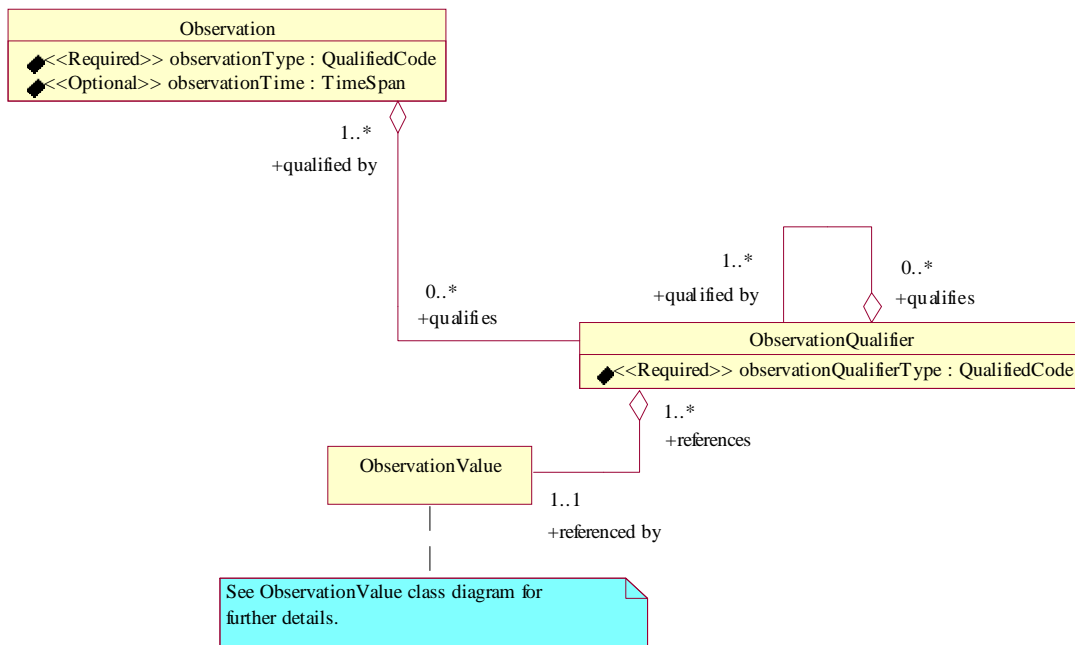 Observation
<<Required>> observationType : QualifiedCode
<<Optional>> observationTime : TimeSpan
1..*
+qualified by
0..*
+qualifies
1..*
+qualified by
0..*
+qualifies
ObservationQualifier
<<Required>> observationQualifierType : QualifiedCode
1..*
+references
ObservationValue
1..1
+referenced by
See ObservationValue class diagram for
further details.